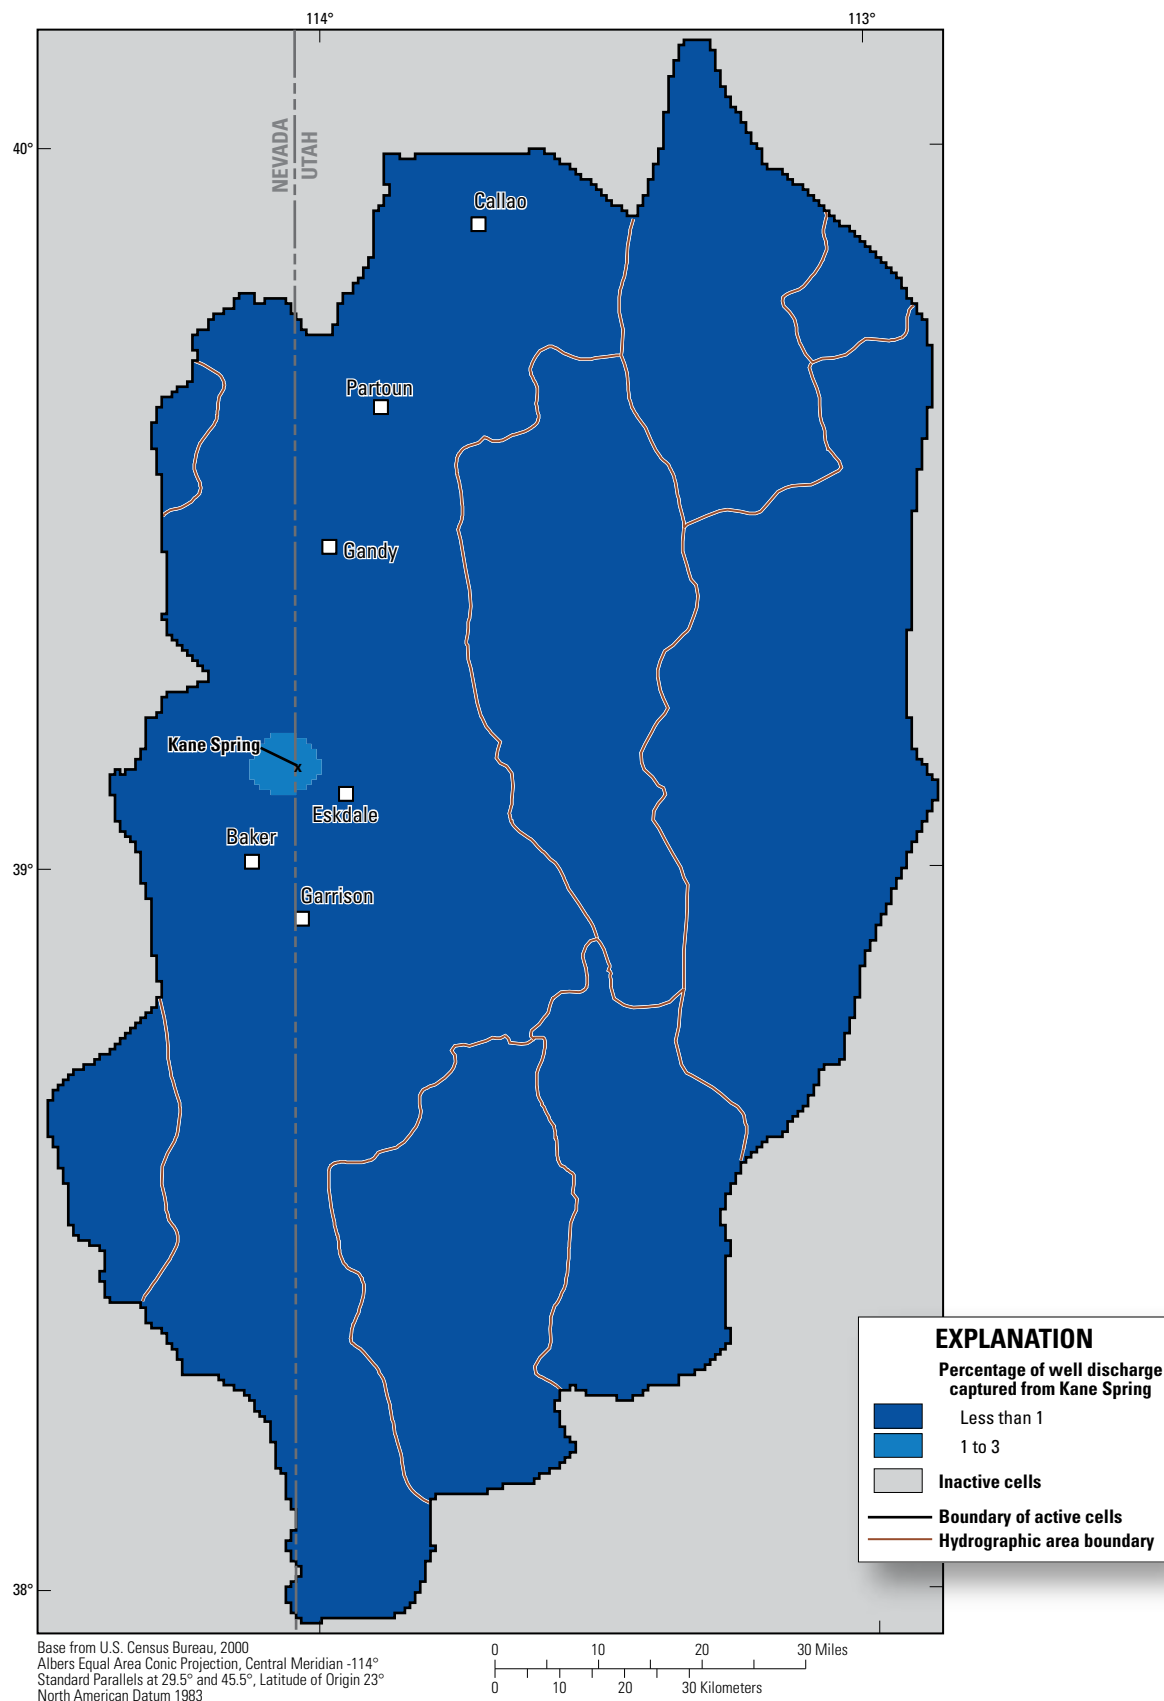 114°
113°
40°
NEVADA
UTAH
Callao
Partoun
Gandy
Kane Spring
x
Eskdale
Baker
39°
Garrison
EXPLANATION
Percentage of well discharge
captured from Kane Spring
Less than 1
1 to 3
Inactive cells
Boundary of active cells
Hydrographic area boundary
38°
Base from U.S. Census Bureau, 2000
Albers Equal Area Conic Projection, Central Meridian -114°
Standard Parallels at 29.5° and 45.5°, Latitude of Origin 23°
North American Datum 1983
0 10 20 30 Miles
0 10 20 30 Kilometers